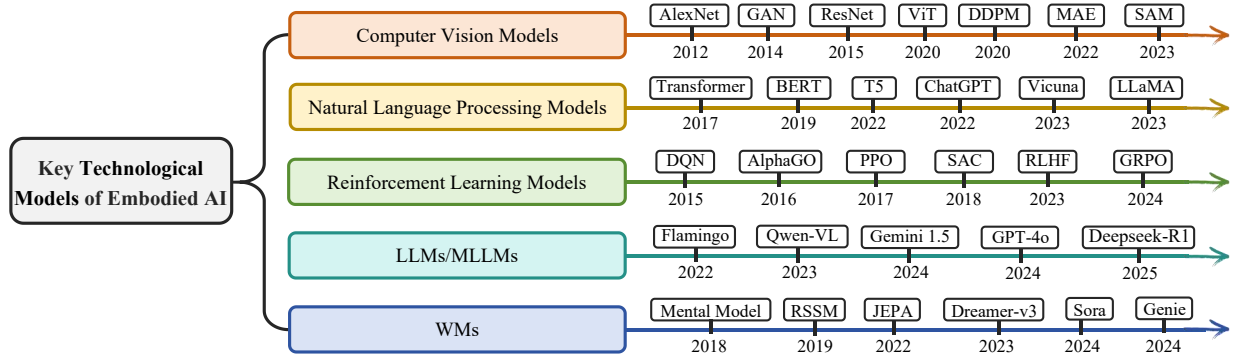 Key Technological
Models of Embodied AI
Computer Vision Models
AlexNet GAN ResNet ViT DDPM MAE SAM
2012 2014 2015 2020 2020 2022 2023
Natural Language Processing Models
Transformer BERT T5 ChatGPT Vicuna LLaMA
2017 2019 2022 2022 2023 2023
Reinforcement Learning Models
DQN AlphaGO PPO SAC RLHF GRPO
2015 2016 2017 2018 2023 2024
LLMs/MLLMs
Flamingo Qwen-VL Gemini 1.5 GPT-4o Deepseek-R1
2022 2023 2024 2024 2025
WMs
Mental Model RSSM JEPA Dreamer-v3 Sora Genie
2018 2019 2022 2023 2024 2024